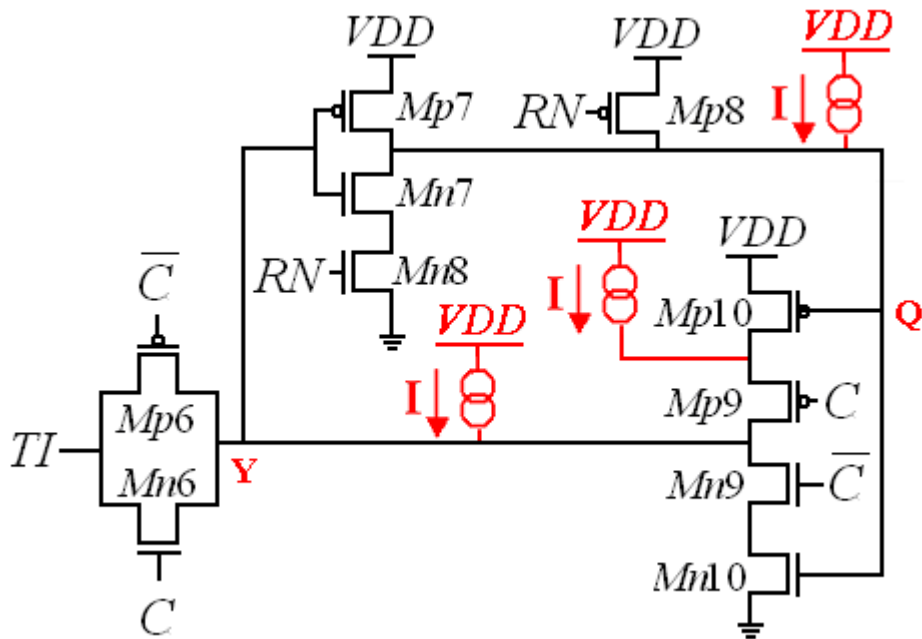 VDD
VDD
VDD
Mp7
RN
Mp8
I
Mn7
VDD
VDD
RN
Mn8
I
Mp10
Q
C̅
VDD
I
Mp9
C
Mp6
TI
Mn6
Y
Mn9
C̅
Mn10
C